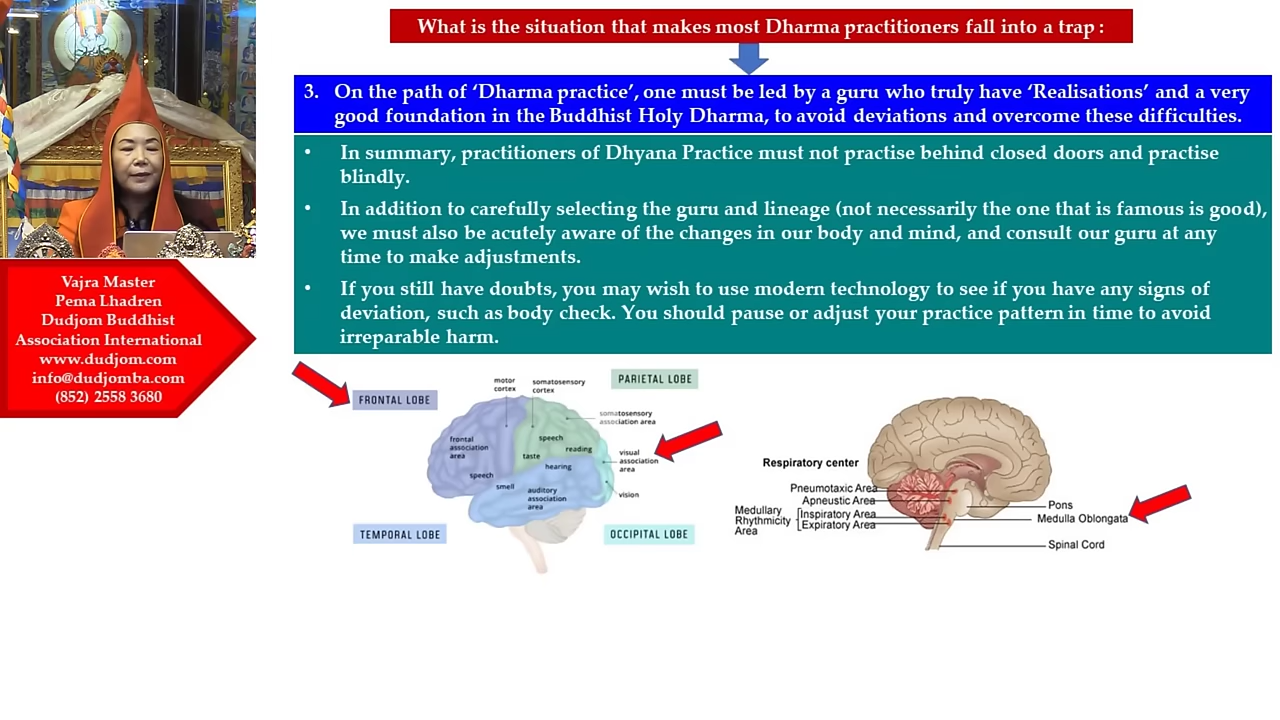 What is the situation that makes most Dharma practitioners fall into a trap :
3. On the path of ‘Dharma practice’, one must be led by a guru who truly have ‘Realisations’ and a very
good foundation in the Buddhist Holy Dharma, to avoid deviations and overcome these difficulties.
• In summary, practitioners of Dhyana Practice must not practise behind closed doors and practise
blindly.
• In addition to carefully selecting the guru and lineage (not necessarily the one that is famous is good),
we must also be acutely aware of the changes in our body and mind, and consult our guru at any
time to make adjustments.
• If you still have doubts, you may wish to use modern technology to see if you have any signs of
deviation, such as body check. You should pause or adjust your practice pattern in time to avoid
irreparable harm.
Vajra Master
Pema Lhadren
Dudjom Buddhist
Association International
www.dudjom.com
info@dudjomba.com
(852) 2558 3680
FRONTAL LOBE
motor
cortex
somatosensory
cortex
PARIETAL LOBE
somatosensory
association area
frontal
association
area
speech
reading
taste
hearing
visual
association
area
speech
smell
auditory
association
area
vision
TEMPORAL LOBE
OCCIPITAL LOBE
Respiratory center
Pneumotaxic Area
Apneustic Area
Medullary
Rhythmicity
Area
Inspiratory Area
Expiratory Area
Pons
Medulla Oblongata
Spinal Cord